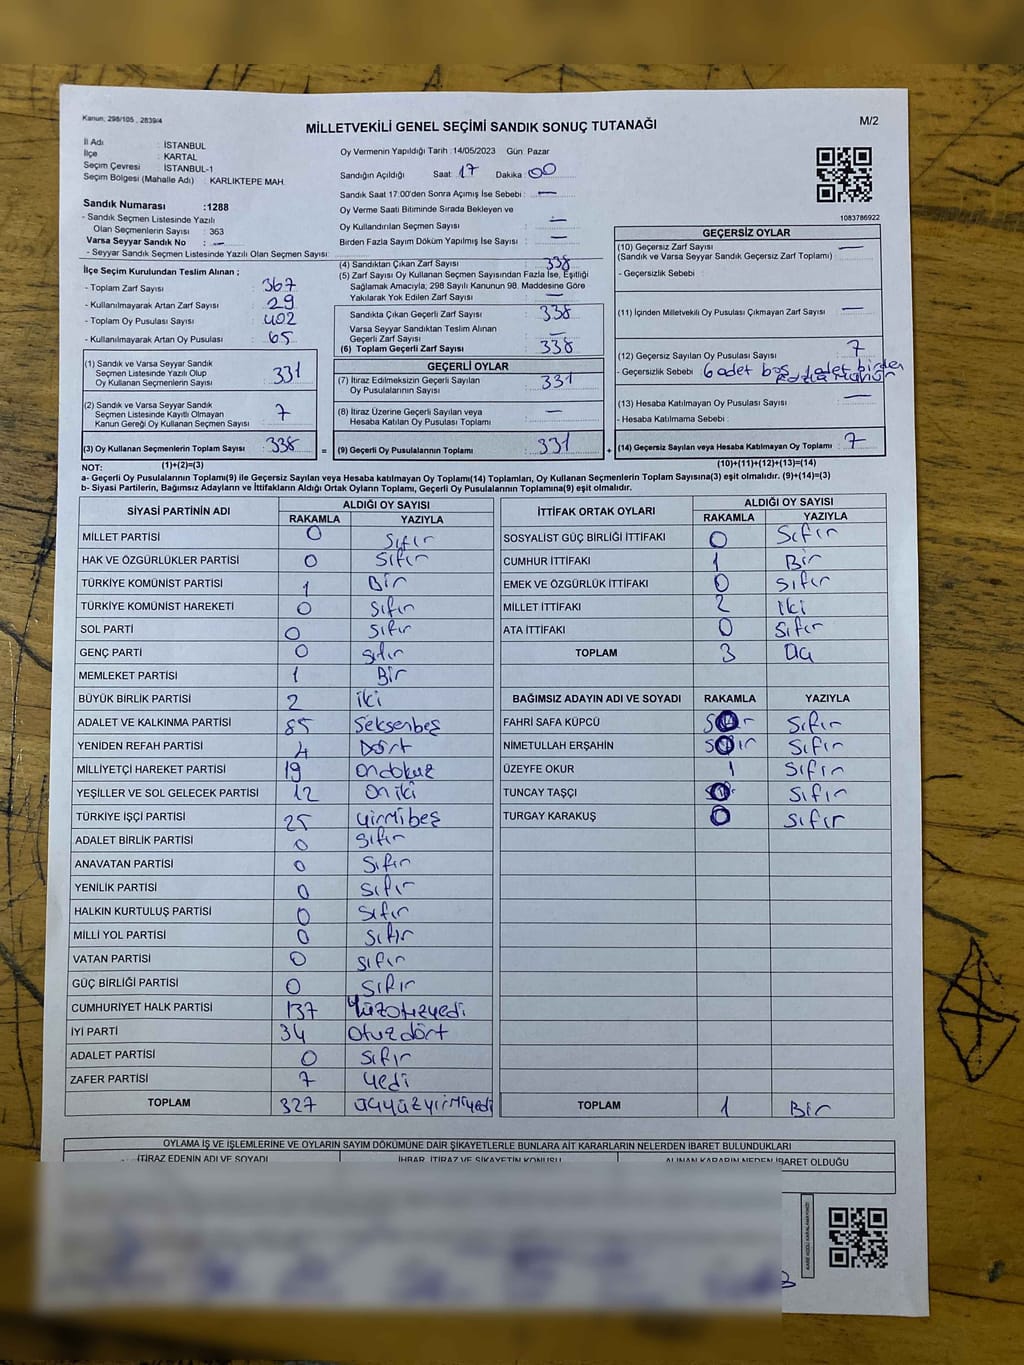 Kanun, 298/105 , 2839/4
MİLLETVEKİLİ GENEL SEÇİMİ SANDIK SONUÇ TUTANAĞI
M/2
İl Adı : İSTANBUL
İlçe : KARTAL
Seçim Çevresi : İSTANBUL-1
Seçim Bölgesi (Mahalle Adı) : KARLIKTEPE MAH.
Sandık Numarası :1288
- Sandık Seçmen Listesinde Yazılı
Olan Seçmenlerin Sayısı : 363
Varsa Seyyar Sandık No : —
- Seyyar Sandık Seçmen Listesinde Yazılı Olan Seçmen Sayısı:
Oy Vermenin Yapıldığı Tarih :14/05/2023 Gün Pazar
Sandığın Açıldığı Saat :17 Dakika :00
Sandık Saat 17.00'den Sonra Açımış İse Sebebi : —
Oy Verme Saati Bitiminde Sırada Bekleyen ve
Oy Kullandırılan Seçmen Sayısı : —
Birden Fazla Sayım Döküm Yapılmış İse Sayısı : —
1083786922
İlçe Seçim Kurulundan Teslim Alınan ;
- Toplam Zarf Sayısı : 367
- Kullanılmayarak Artan Zarf Sayısı : 29
- Toplam Oy Pusulası Sayısı : 402
- Kullanılmayarak Artan Oy Pusulası : 65
(1) Sandık ve Varsa Seyyar Sandık
Seçmen Listesinde Yazılı Olup
Oy Kullanan Seçmenlerin Sayısı : 331
(2) Sandık ve Varsa Seyyar Sandık
Seçmen Listesinde Kayıtlı Olmayan
Kanun Gereği Oy Kullanan Seçmen Sayısı : 7
(3) Oy Kullanan Seçmenlerin Toplam Sayısı : 338
(4) Sandıktan Çıkan Zarf Sayısı : 338
(5) Zarf Sayısı Oy Kullanan Seçmen Sayısından Fazla İse, Eşitliği
Sağlamak Amacıyla; 298 Sayılı Kanunun 98. Maddesine Göre
Yakılarak Yok Edilen Zarf Sayısı : —
Sandıkta Çıkan Geçerli Zarf Sayısı : 338
Varsa Seyyar Sandıktan Teslim Alınan
Geçerli Zarf Sayısı : —
(6) Toplam Geçerli Zarf Sayısı : 338
GEÇERLİ OYLAR
(7) İtiraz Edilmeksizin Geçerli Sayılan
Oy Pusulasının Sayısı : 331
(8) İtiraz Üzerine Geçerli Sayılan veya
Hesaba Katılan Oy Pusulası Toplamı : —
= (9) Geçerli Oy Pusulalarının Toplamı : 331
GEÇERSİZ OYLAR
(10) Geçersiz Zarf Sayısı : —
(Sandık ve Varsa Seyyar Sandık Geçersiz Zarf Toplamı)
- Geçersizlik Sebebi :
(11) İçinden Milletvekili Oy Pusulası Çıkmayan Zarf Sayısı : —
(12) Geçersiz Sayılan Oy Pusulası Sayısı : 7
- Geçersizlik Sebebi : 6 adet boş, 1 adet birden
fazla mühür
(13) Hesaba Katılmayan Oy Pusulası Sayısı : —
- Hesaba Katılmama Sebebi :
+ (14) Geçersiz Sayılan veya Hesaba Katılmayan Oy Toplamı : 7
NOT: (1)+(2)=(3) (10)+(11)+(12)+(13)=(14)
a- Geçerli Oy Pusulalarının Toplamı(9) ile Geçersiz Sayılan veya Hesaba katılmayan Oy Toplamı(14) Toplamları, Oy Kullanan Seçmenlerin Toplam Sayısına(3) eşit olmalıdır. (9)+(14)=(3)
b- Siyasi Partilerin, Bağımsız Adayların ve İttifakların Aldığı Ortak Oyların Toplamı, Geçerli Oy Pusulalarının Toplamına(9) eşit olmalıdır.
SİYASİ PARTİNİN ADI ALDIĞI OY SAYISI
RAKAMLA YAZIYLA
MİLLET PARTİSİ 0 Sıfır
HAK VE ÖZGÜRLÜKLER PARTİSİ 0 Sıfır
TÜRKİYE KOMÜNİST PARTİSİ 1 Bir
TÜRKİYE KOMÜNİST HAREKETİ 0 Sıfır
SOL PARTİ 0 Sıfır
GENÇ PARTİ 0 Sıfır
MEMLEKET PARTİSİ 1 Bir
BÜYÜK BİRLİK PARTİSİ 2 iki
ADALET VE KALKINMA PARTİSİ 85 Seksenbeş
YENİDEN REFAH PARTİSİ 4 Dört
MİLLİYETÇİ HAREKET PARTİSİ 19 Ondokuz
YEŞİLLER VE SOL GELECEK PARTİSİ 12 On iki
TÜRKİYE İŞÇİ PARTİSİ 25 yirmibeş
ADALET BİRLİK PARTİSİ 0 Sıfır
ANAVATAN PARTİSİ 0 Sıfır
YENİLİK PARTİSİ 0 Sıfır
HALKIN KURTULUŞ PARTİSİ 0 Sıfır
MİLLİ YOL PARTİSİ 0 Sıfır
VATAN PARTİSİ 0 Sıfır
GÜÇ BİRLİĞİ PARTİSİ 0 Sıfır
CUMHURİYET HALK PARTİSİ 137 Yüzotuzyedi
İYİ PARTİ 34 Otuzdört
ADALET PARTİSİ 0 Sıfır
ZAFER PARTİSİ 7 Yedi
TOPLAM 327 Üçyüzyirmiyedi
İTTİFAK ORTAK OYLARI ALDIĞI OY SAYISI
RAKAMLA YAZIYLA
SOSYALİST GÜÇ BİRLİĞİ İTTİFAKI 0 Sıfır
CUMHUR İTTİFAKI 1 Bir
EMEK VE ÖZGÜRLÜK İTTİFAKI 0 Sıfır
MİLLET İTTİFAKI 2 iki
ATA İTTİFAKI 0 Sıfır
TOPLAM 3 Üç
BAĞIMSIZ ADAYIN ADI VE SOYADI RAKAMLA YAZIYLA
FAHRİ SAFA KÜPCÜ 0 Sıfır
NİMETULLAH ERŞAHİN 0 Sıfır
ÜZEYFE OKUR 1 Sıfır
TUNCAY TAŞÇI 0 Sıfır
TURGAY KARAKUŞ 0 Sıfır
TOPLAM 1 Bir
OYLAMA İŞ VE İŞLEMLERİNE VE OYLARIN SAYIM DÖKÜMÜNE DAİR ŞİKAYETLERLE BUNLARA AİT KARARLARIN NELERDEN İBARET BULUNDUKLARI
İTİRAZ EDENİN ADI VE SOYADI İHBAR, İTİRAZ VE ŞİKAYETİN KONUSU ALINAN KARARIN NEDEN İBARET OLDUĞU